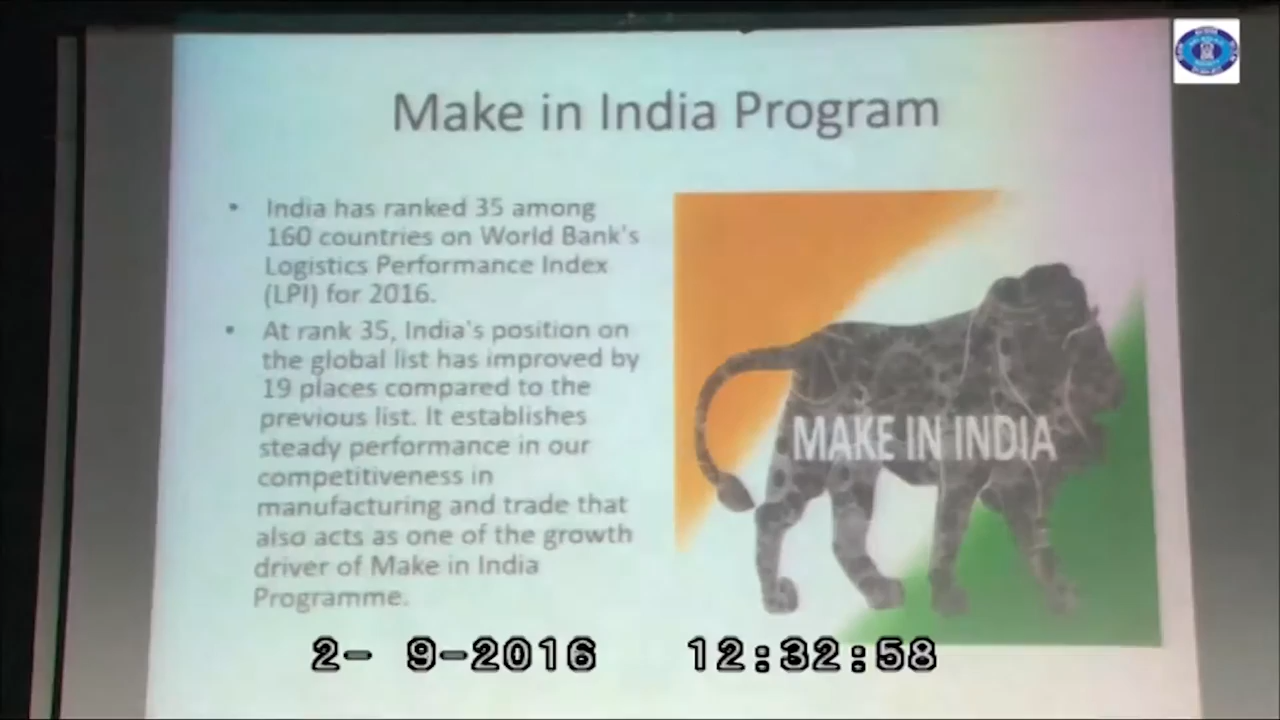 Make in India Program
• India has ranked 35 among
160 countries on World Bank's
Logistics Performance Index
(LPI) for 2016.
• At rank 35, India's position on
the global list has improved by
19 places compared to the
previous list. It establishes
steady performance in our
competitiveness in
manufacturing and trade that
also acts as one of the growth
driver of Make in India
Programme.
MAKE IN INDIA
2- 9-2016 12:32:58